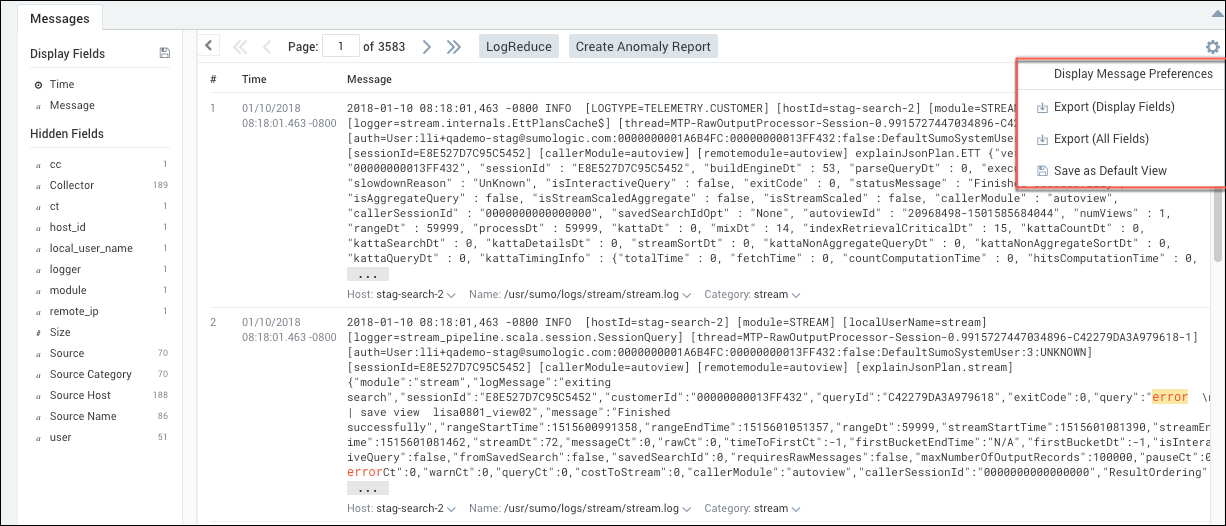 Messages
Display Fields
Time
a Message
Hidden Fields
a cc 1
a Collector 189
a ct 1
a host_id 1
a local_user_name 1
a logger 1
a module 1
a remote_ip 1
# Size
a Source 70
a Source Category 70
a Source Host 188
a Source Name 86
a user 51
Page: 1 of 3583 LogReduce Create Anomaly Report
Display Message Preferences
Export (Display Fields)
Export (All Fields)
Save as Default View
# Time Message
1 01/10/2018
08:18:01.463 -0800
2018-01-10 08:18:01,463 -0800 INFO [LOGTYPE=TELEMETRY.CUSTOMER] [hostId=stag-search-2] [module=STREA
[logger=stream.internals.EttPlansCache$] [thread=MTP-RawOutputProcessor-Session-0.9915727447034896-C42
[auth=User:lli+qademo-stag@sumologic.com:0000000001A6B4FC:00000000013FF432:false:DefaultSumoSystemUse
[sessionId=E8E527D7C95C5452] [callerModule=autoview] [remotemodule=autoview] explainJsonPlan.ETT {"ve
"00000000013FF432", "sessionId" : "E8E527D7C95C5452", "buildEngineDt" : 53, "parseQueryDt" : 0, "exec
"slowdownReason" : "UnKnown", "isInteractiveQuery" : false, "exitCode" : 0, "statusMessage" : "Finished
"isAggregateQuery" : false, "isStreamScaledAggregate" : false, "isStreamScaled" : false, "callerModule" : "autoview",
"callerSessionId" : "0000000000000000", "savedSearchIdOpt" : "None", "autoviewId" : "20968498-1501585684044", "numViews" : 1,
"rangeDt" : 59999, "processDt" : 59999, "kattaDt" : 0, "mixDt" : 14, "indexRetrievalCriticalDt" : 15, "kattaCountDt" : 0,
"kattaSearchDt" : 0, "kattaDetailsDt" : 0, "streamSortDt" : 0, "kattaNonAggregateQueryDt" : 0, "kattaNonAggregateSortDt" : 0,
"kattaQueryDt" : 0, "kattaTimingInfo" : {"totalTime" : 0, "fetchTime" : 0, "countComputationTime" : 0, "hitsComputationTime" : 0,
...
Host: stag-search-2 Name: /usr/sumo/logs/stream/stream.log Category: stream
2 01/10/2018
08:18:01.463 -0800
2018-01-10 08:18:01,463 -0800 INFO [hostId=stag-search-2] [module=STREAM] [localUserName=stream]
[logger=stream_pipeline.scala.session.SessionQuery] [thread=MTP-RawOutputProcessor-Session-0.9915727447034896-C42279DA3A979618-1]
[auth=User:lli+qademo-stag@sumologic.com:0000000001A6B4FC:00000000013FF432:false:DefaultSumoSystemUser:3:UNKNOWN]
[sessionId=E8E527D7C95C5452] [callerModule=autoview] [remotemodule=autoview] [explainJsonPlan.stream]
{"module":"stream","logMessage":"exiting
search","sessionId":"E8E527D7C95C5452","customerId":"00000000013FF432","queryId":"C42279DA3A979618","exitCode":0,"query":"error \n
| save view lisa0801_view02","message":"Finished
successfully","rangeStartTime":1515600991358,"rangeEndTime":1515601051357,"rangeDt":59999,"streamStartTime":1515601081390,"streamEn
ime":1515601081462,"streamDt":72,"messageCt":0,"rawCt":0,"timeToFirstCt":-1,"firstBucketEndTime":"N/A","firstBucketDt":-1,"isInterac
iveQuery":false,"fromSavedSearch":false,"savedSearchId":0,"requiresRawMessages":false,"maxNumberOfOutputRecords":100000,"pauseCt":0
errorCt":0,"warnCt":0,"queryCt":0,"costToStream":0,"callerModule":"autoview","callerSessionId":"0000000000000000","ResultOrdering"
...
Host: stag-search-2 Name: /usr/sumo/logs/stream/stream.log Category: stream